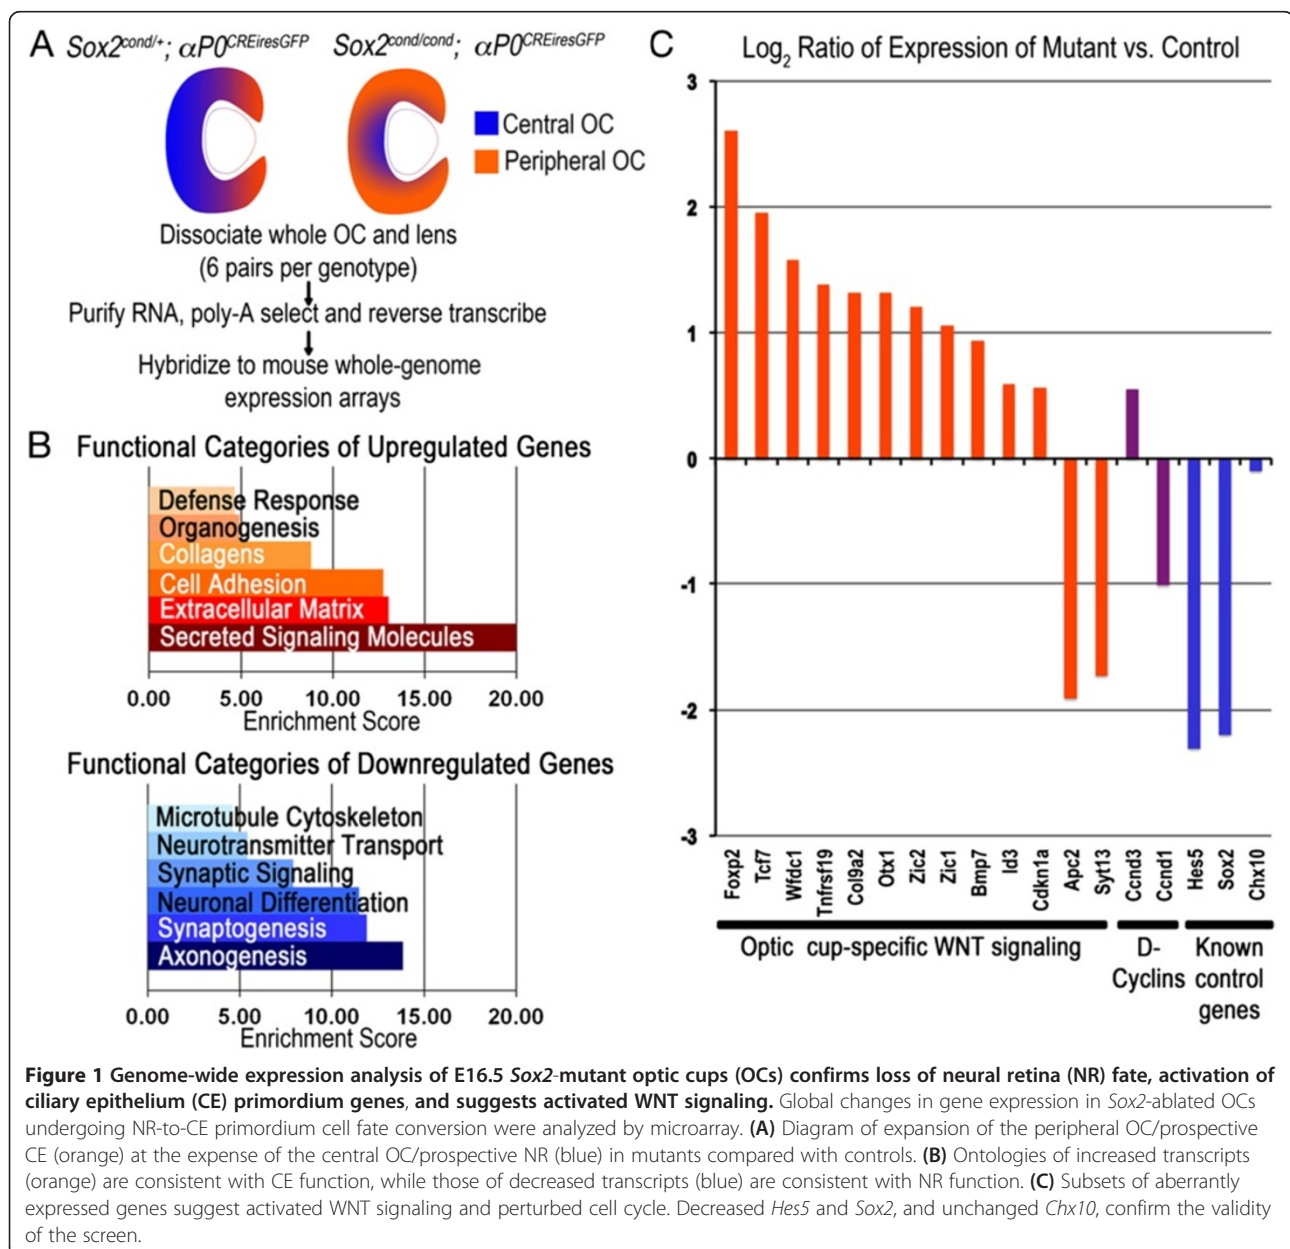 A Sox2cond/+; αP0CREiresGFP Sox2cond/cond; αP0CREiresGFP
Central OC
Peripheral OC
Dissociate whole OC and lens
(6 pairs per genotype)
Purify RNA, poly-A select and reverse transcribe
Hybridize to mouse whole-genome
expression arrays
B Functional Categories of Upregulated Genes
Defense Response
Organogenesis
Collagens
Cell Adhesion
Extracellular Matrix
Secreted Signaling Molecules
0.00 5.00 10.00 15.00 20.00
Enrichment Score
Functional Categories of Downregulated Genes
Microtubule Cytoskeleton
Neurotransmitter Transport
Synaptic Signaling
Neuronal Differentiation
Synaptogenesis
Axonogenesis
0.00 5.00 10.00 15.00 20.00
Enrichment Score
C Log2 Ratio of Expression of Mutant vs. Control
3
2
1
0
-1
-2
-3
Foxp2 Tcf7 Wfdc1 Tnfrsf19 Col9a2 Otx1 Zic2 Zic1 Bmp7 Id3 Cdkn1a Apc2 Syt13 Ccnd3 Ccnd1 Hes5 Sox2 Chx10
Optic cup-specific WNT signaling
D-
Cyclins
Known
control
genes
Figure 1 Genome-wide expression analysis of E16.5 Sox2-mutant optic cups (OCs) confirms loss of neural retina (NR) fate, activation of
ciliary epithelium (CE) primordium genes, and suggests activated WNT signaling. Global changes in gene expression in Sox2-ablated OCs
undergoing NR-to-CE primordium cell fate conversion were analyzed by microarray. (A) Diagram of expansion of the peripheral OC/prospective
CE (orange) at the expense of the central OC/prospective NR (blue) in mutants compared with controls. (B) Ontologies of increased transcripts
(orange) are consistent with CE function, while those of decreased transcripts (blue) are consistent with NR function. (C) Subsets of aberrantly
expressed genes suggest activated WNT signaling and perturbed cell cycle. Decreased Hes5 and Sox2, and unchanged Chx10, confirm the validity
of the screen.